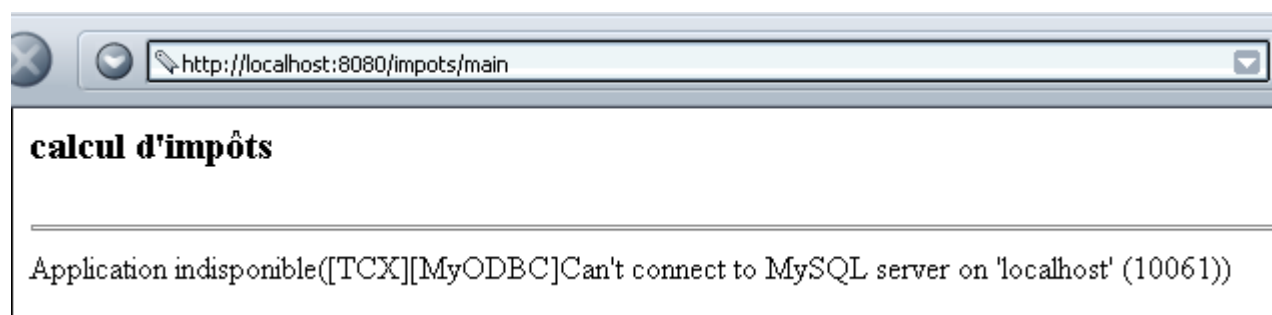 http://localhost:8080/impots/main
calcul d'impôts
Application indisponible([TCX][MyODBC]Can't connect to MySQL server on 'localhost' (10061))